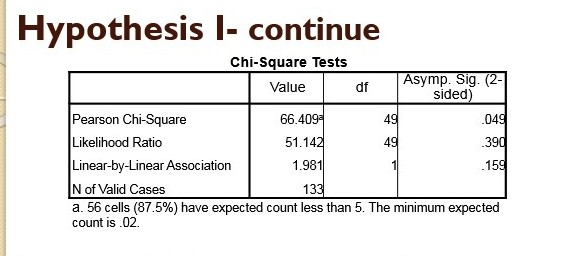 Hypothesis I- continue
Chi-Square Tests
Value df Asymp. Sig. (2-
sided)
Pearson Chi-Square 66.409a 49 .049
Likelihood Ratio 51.142 49 .390
Linear-by-Linear Association 1.981 1 .159
N of Valid Cases 133
a. 56 cells (87.5%) have expected count less than 5. The minimum expected
count is .02.